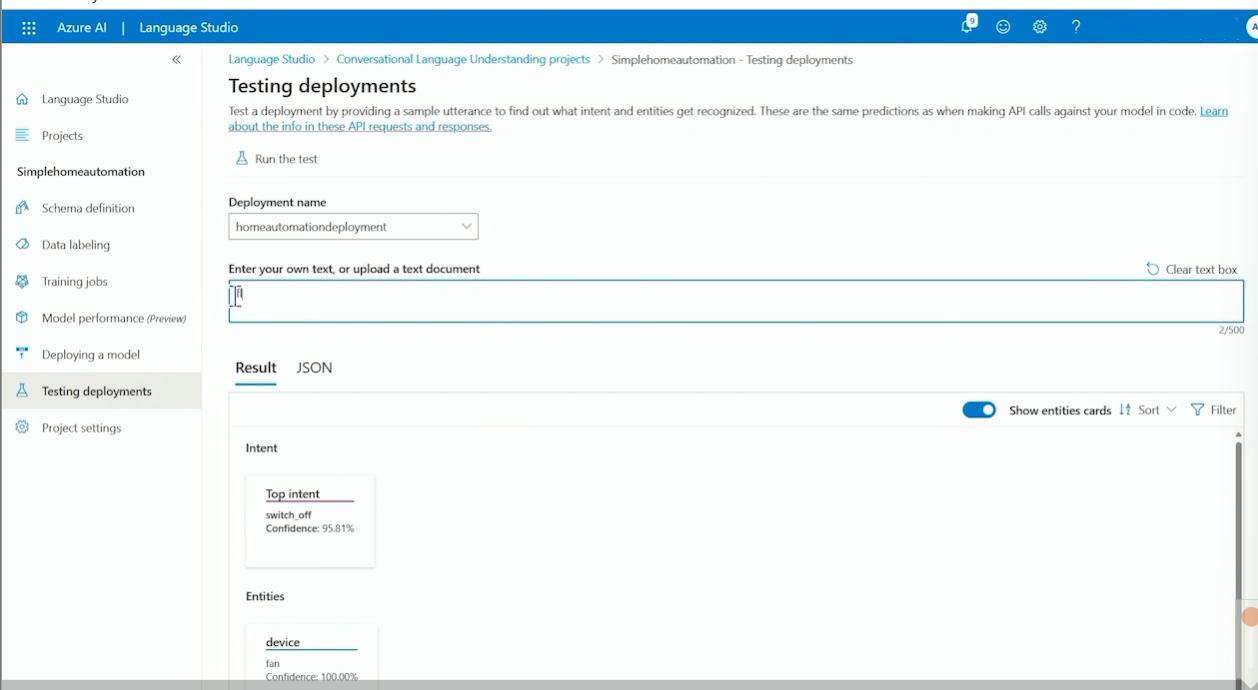 Azure AI | Language Studio
9
?
A
Language Studio > Conversational Language Understanding projects > Simplehomeautomation - Testing deployments
Testing deployments
Test a deployment by providing a sample utterance to find out what intent and entities get recognized. These are the same predictions as when making API calls against your model in code. Learn
about the info in these API requests and responses.
Language Studio
Projects
Simplehomeautomation
Schema definition
Data labeling
Training jobs
Model performance (Preview)
Deploying a model
Testing deployments
Project settings
Run the test
Deployment name
homeautomationdeployment
Enter your own text, or upload a text document
Clear text box
2/500
Result JSON
Show entities cards Sort Filter
Intent
Top intent
switch_off
Confidence: 95.81%
Entities
device
fan
Confidence: 100.00%